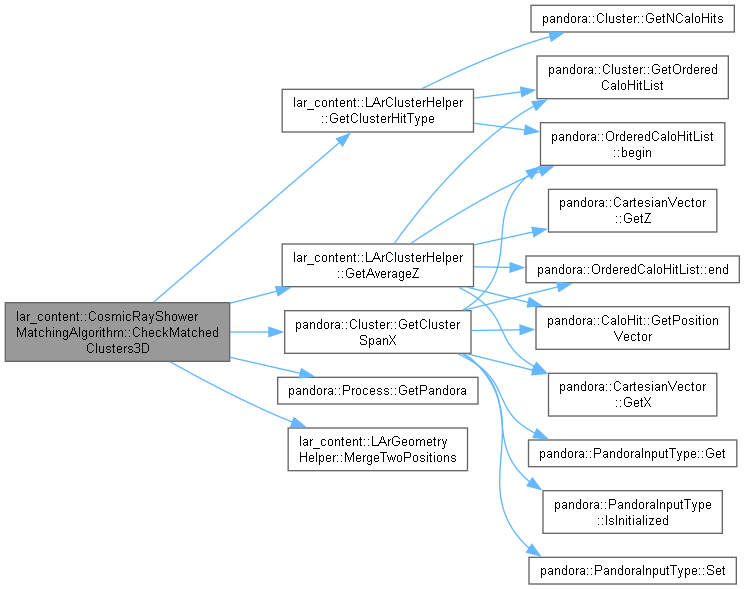 lar_content::CosmicRayShower
MatchingAlgorithm::CheckMatched
Clusters3D
lar_content::LArClusterHelper
::GetClusterHitType
pandora::Cluster::GetNCaloHits
pandora::Cluster::GetOrdered
CaloHitList
pandora::OrderedCaloHitList
::begin
lar_content::LArClusterHelper
::GetAverageZ
pandora::CartesianVector
::GetZ
pandora::OrderedCaloHitList::end
pandora::CaloHit::GetPosition
Vector
pandora::CartesianVector
::GetX
pandora::Cluster::GetCluster
SpanX
pandora::PandoraInputType::Get
pandora::PandoraInputType
::IsInitialized
pandora::PandoraInputType::Set
pandora::Process::GetPandora
lar_content::LArGeometry
Helper::MergeTwoPositions